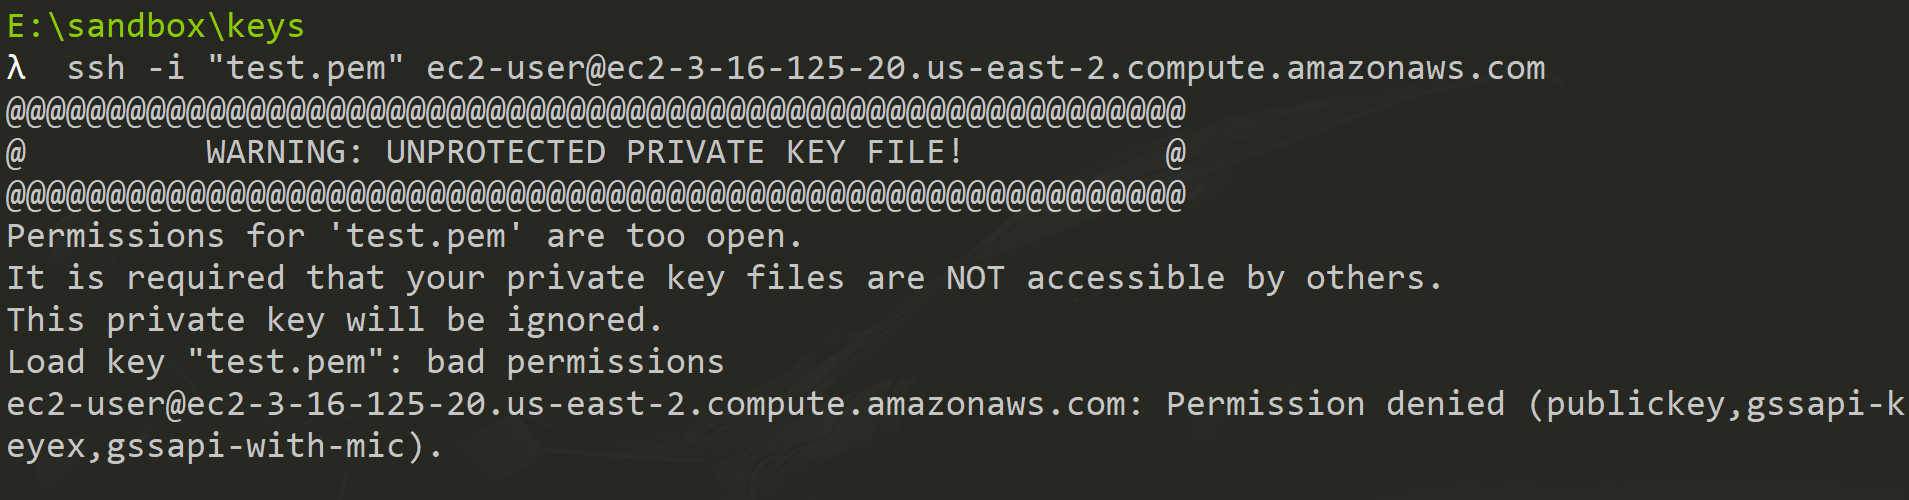 E:\sandbox\keys
λ  ssh -i "test.pem" ec2-user@ec2-3-16-125-20.us-east-2.compute.amazonaws.com
@@@@@@@@@@@@@@@@@@@@@@@@@@@@@@@@@@@@@@@@@@@@@@@@@@@@@@@@@@@
@         WARNING: UNPROTECTED PRIVATE KEY FILE!          @
@@@@@@@@@@@@@@@@@@@@@@@@@@@@@@@@@@@@@@@@@@@@@@@@@@@@@@@@@@@
Permissions for 'test.pem' are too open.
It is required that your private key files are NOT accessible by others.
This private key will be ignored.
Load key "test.pem": bad permissions
ec2-user@ec2-3-16-125-20.us-east-2.compute.amazonaws.com: Permission denied (publickey,gssapi-k
eyex,gssapi-with-mic).